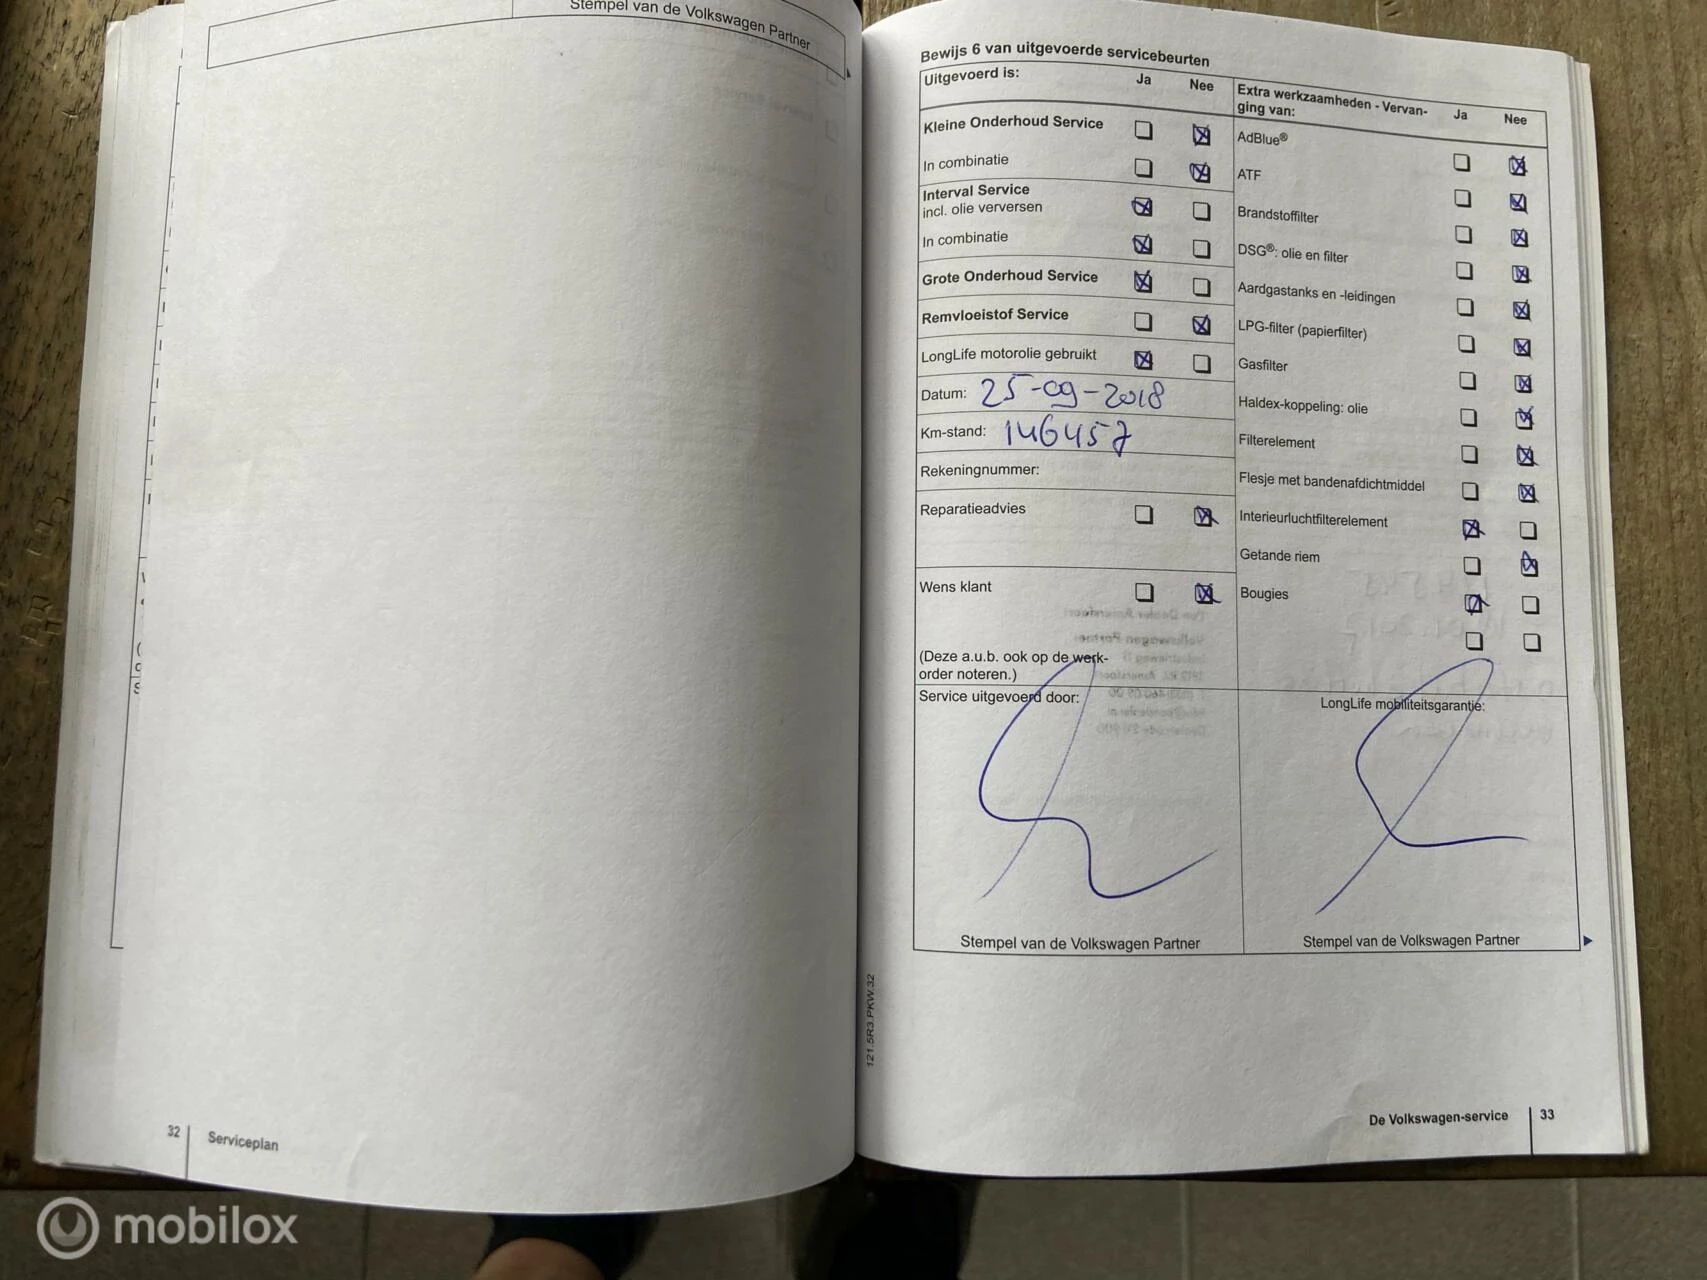 Stempel van de Volkswagen Partner
32 Serviceplan
Bewijs 6 van uitgevoerde servicebeurten
Uitgevoerd is: Ja Nee
Kleine Onderhoud Service
In combinatie
Interval Service
incl. olie verversen
In combinatie
Grote Onderhoud Service
Remvloeistof Service
LongLife motorolie gebruikt
Datum: 25-09-2018
Km-stand: 146457
Rekeningnummer:
Reparatieadvies
Wens klant
(Deze a.u.b. ook op de werk-
order noteren.)
Extra werkzaamheden - Vervan-
ging van: Ja Nee
AdBlue®
ATF
Brandstoffilter
DSG®: olie en filter
Aardgastanks en -leidingen
LPG-filter (papierfilter)
Gasfilter
Haldex-koppeling: olie
Filterelement
Flesje met bandenafdichtmiddel
Interieurluchtfilterelement
Getande riem
Bougies
Service uitgevoerd door:
Stempel van de Volkswagen Partner
LongLife mobiliteitsgarantie:
Stempel van de Volkswagen Partner
121.5R3.PKW.32
De Volkswagen-service 33
mobilox